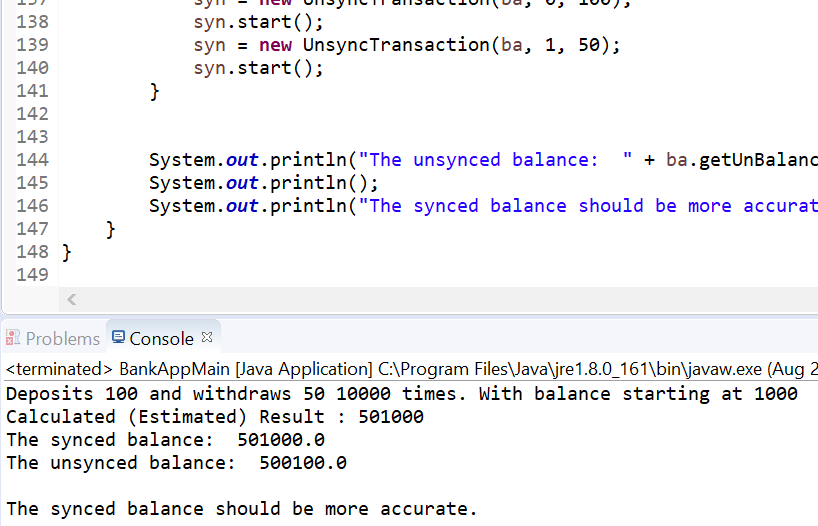 137 syn = new UnsyncTransaction(ba, 0, 100);
138 syn.start();
139 syn = new UnsyncTransaction(ba, 1, 50);
140 syn.start();
141 }
142
143
144 System.out.println("The unsynced balance:  " + ba.getUnBalanc
145 System.out.println();
146 System.out.println("The synced balance should be more accurat
147 }
148 }
149
Problems Console
<terminated> BankAppMain [Java Application] C:\Program Files\Java\jre1.8.0_161\bin\javaw.exe (Aug 2
Deposits 100 and withdraws 50 10000 times. With balance starting at 1000
Calculated (Estimated) Result : 501000
The synced balance:  501000.0
The unsynced balance:  500100.0
The synced balance should be more accurate.